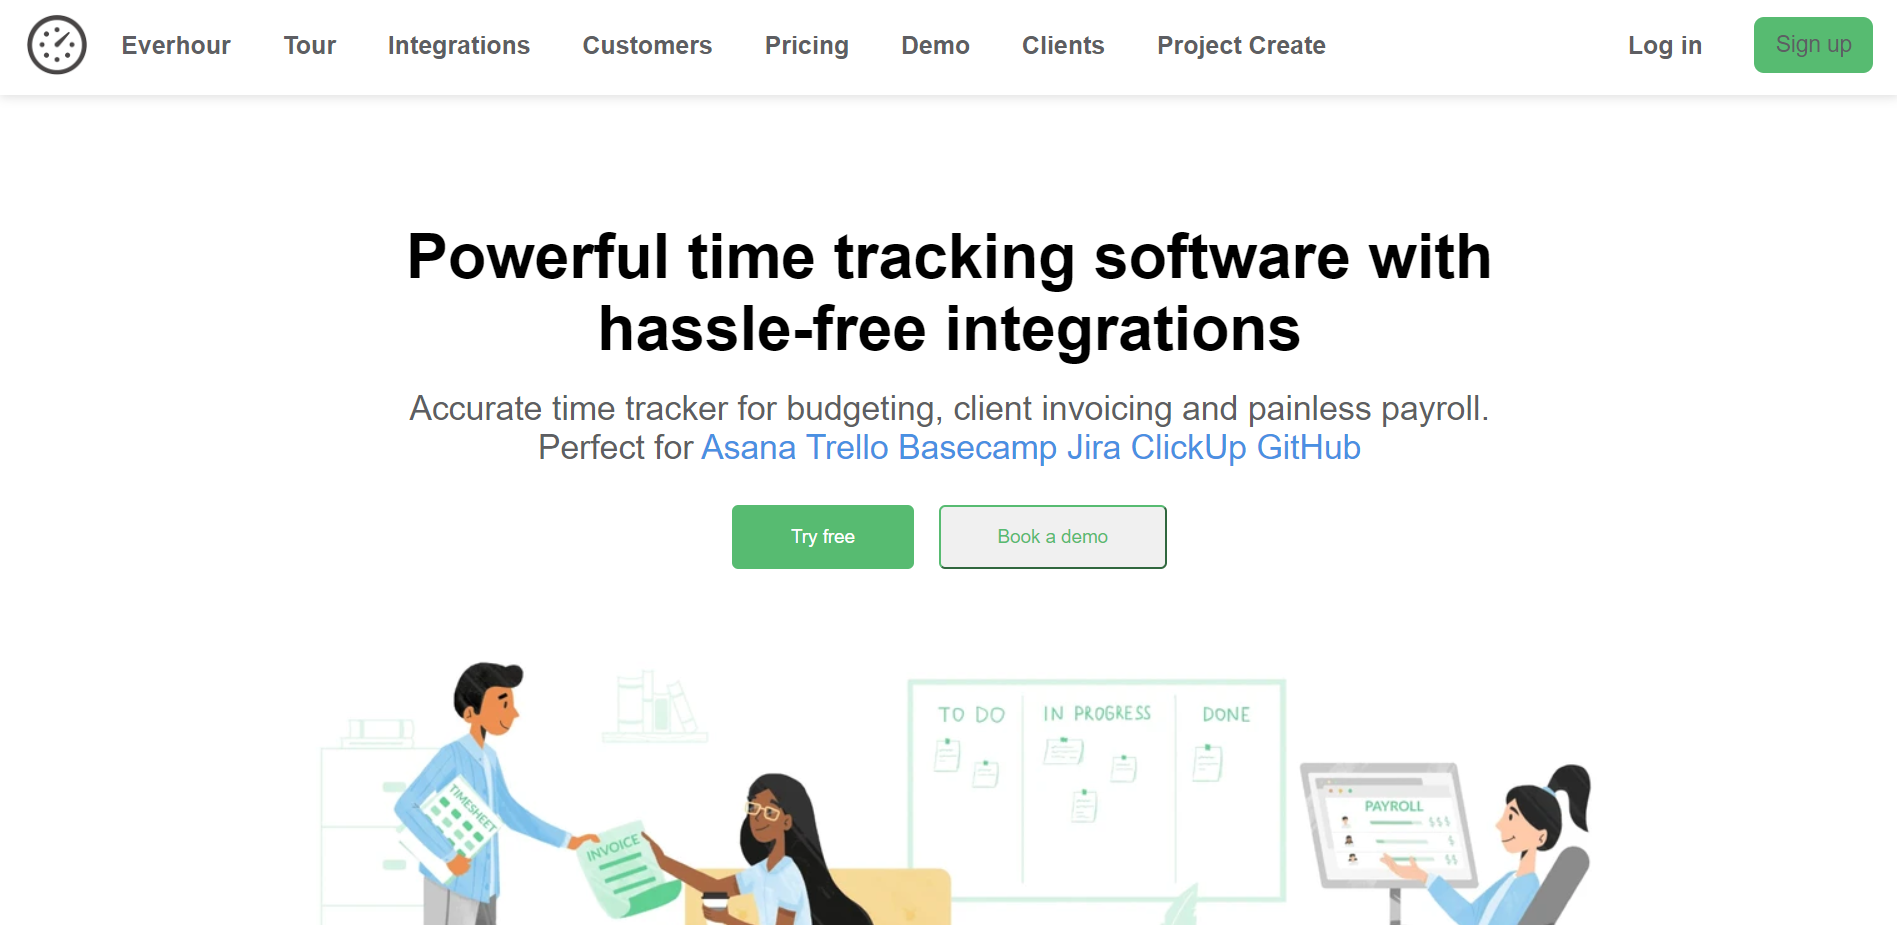 Everhour Tour Integrations Customers Pricing Demo Clients Project Create Log in Sign up
Powerful time tracking software with
hassle-free integrations
Accurate time tracker for budgeting, client invoicing and painless payroll.
Perfect for Asana Trello Basecamp Jira ClickUp GitHub
Try free Book a demo
TO DO IN PROGRESS DONE
TIMESHEET
INVOICE
PAYROLL
$$$
$
$$